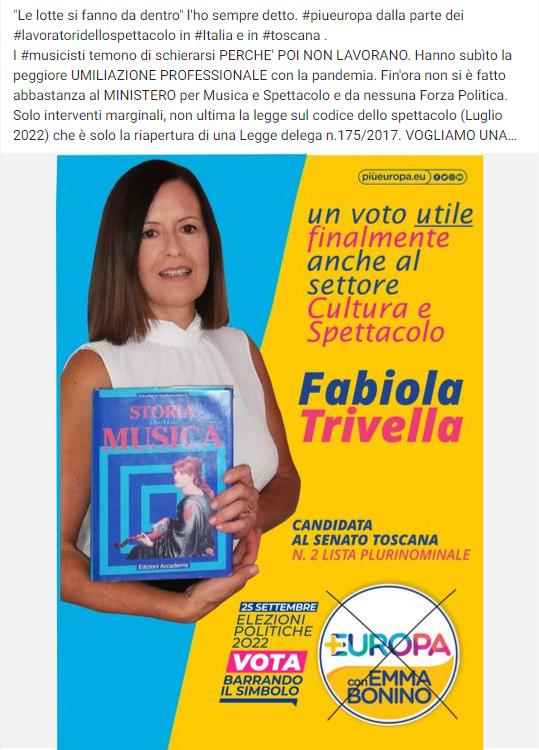 "Le lotte si fanno da dentro" l'ho sempre detto. #piueuropa dalla parte dei
#lavoratoridellospettacolo in #Italia e in #toscana .
I #musicisti temono di schierarsi PERCHE' POI NON LAVORANO. Hanno subìto la
peggiore UMILIAZIONE PROFESSIONALE con la pandemia. Fin'ora non si è fatto
abbastanza al MINISTERO per Musica e Spettacolo e da nessuna Forza Politica.
Solo interventi marginali, non ultima la legge sul codice dello spettacolo (Luglio
2022) che è solo la riapertura di una Legge delega n.175/2017. VOGLIAMO UNA...
piùeuropa.eu
un voto utile
finalmente
anche al
settore
Cultura e
Spettacolo
Fabiola
Trivella
STORIA
della
MUSICA
Edizioni Accademia
CANDIDATA
AL SENATO TOSCANA
N. 2 LISTA PLURINOMINALE
25 SETTEMBRE
ELEZIONI
POLITICHE
2022
VOTA
BARRANDO
IL SIMBOLO
+EUROPA
con EMMA
BONINO